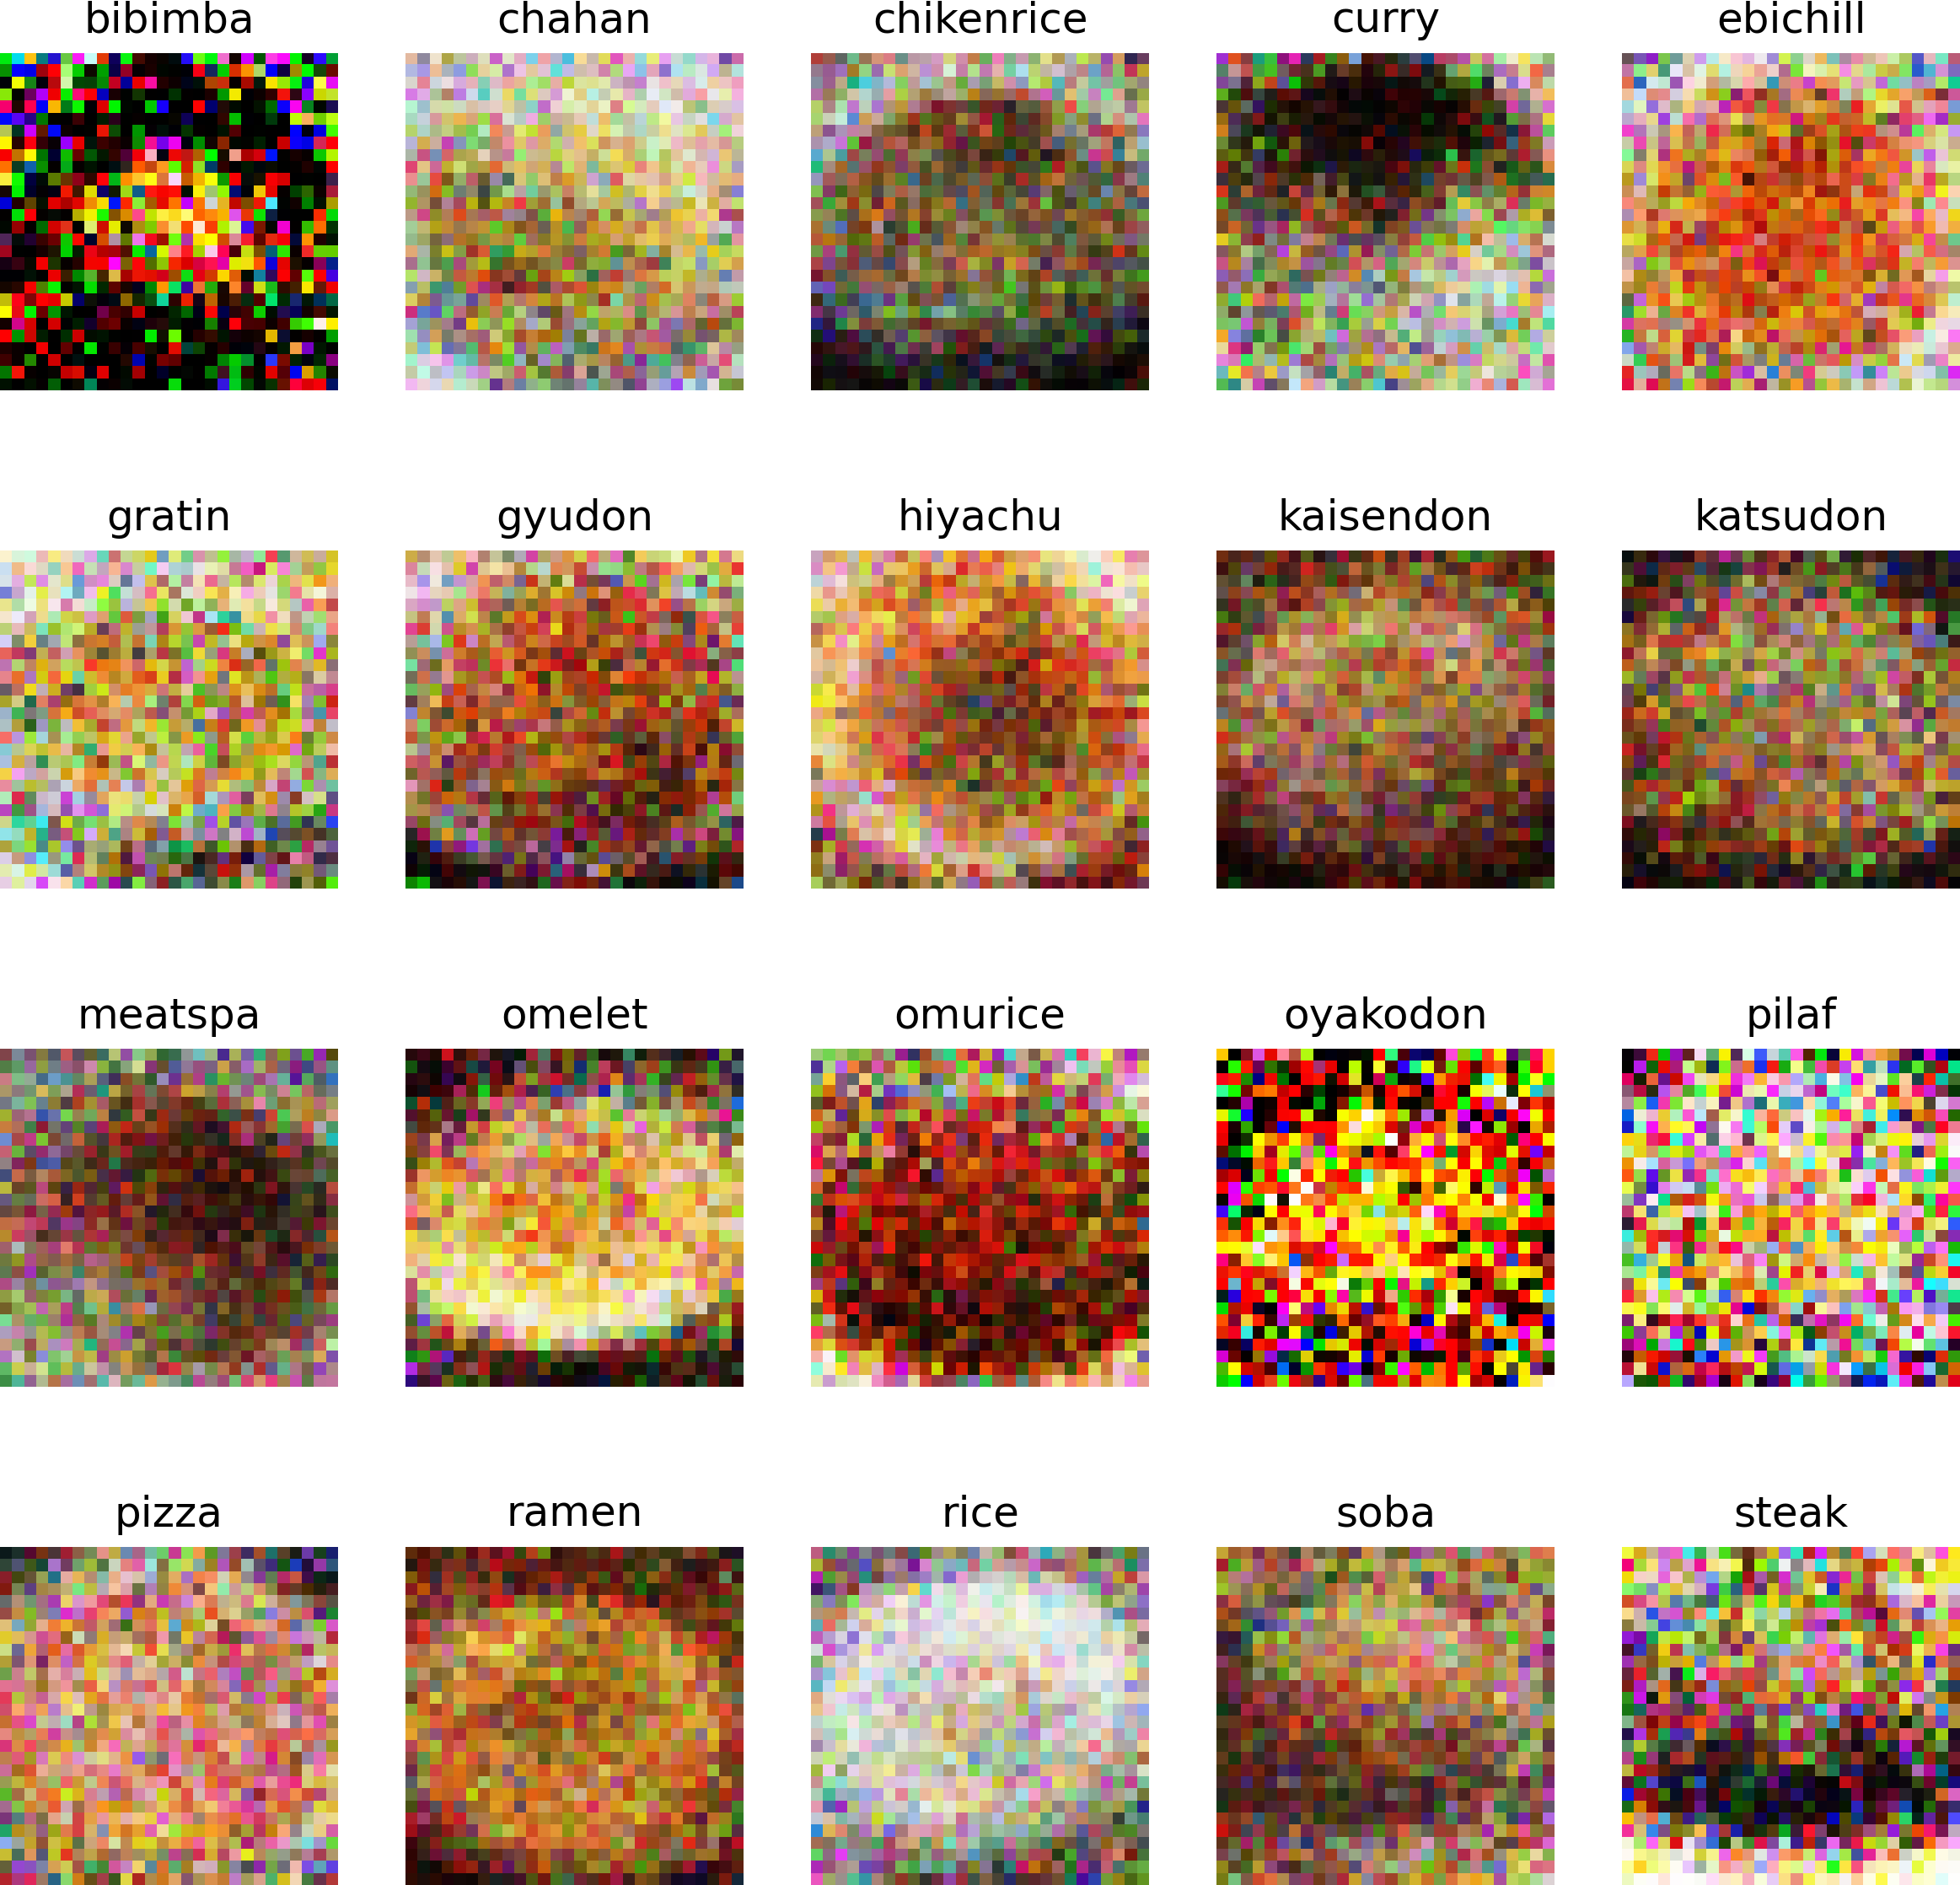 bibimba chahan chikenrice curry ebichill
gratin gyudon hiyachu kaisendon katsudon
meatspa omelet omurice oyakodon pilaf
pizza ramen rice soba steak